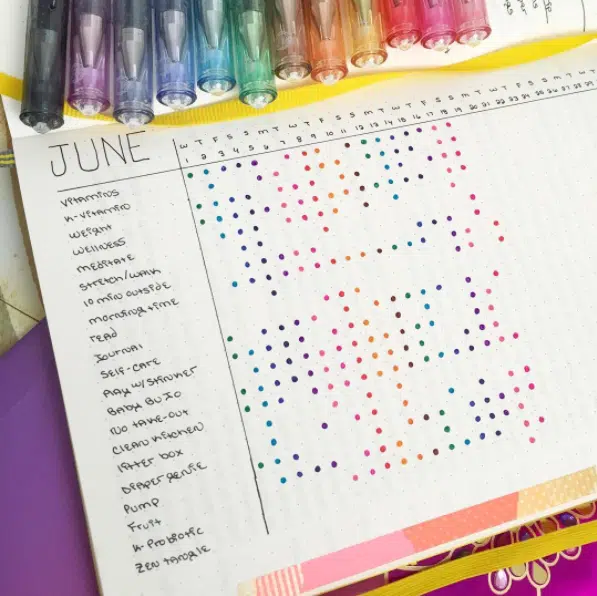 W T F S S M T W T F S S M T W T F S S M T W T F S S M T W
1 2 3 4 5 6 7 8 9 10 11 12 13 14 15 16 17 18 19 20 21 22 23 24 25 26 27 28 29
JUNE
VITAMINS
K-VITAMIN
WEIGHT
WELLNESS
MEDITATE
STRETCH/WALK
10 MIN OUTSIDE
MORNING TIME
READ
JOURNAL
SELF-CARE
PLAY W/
BABY BUJO
NO TAKE-OUT
CLEAN KITCHEN
LITTER BOX
DIAPER GENIE
PUMP
FRUIT
K-PROBIOTIC
ZEN TANGLE